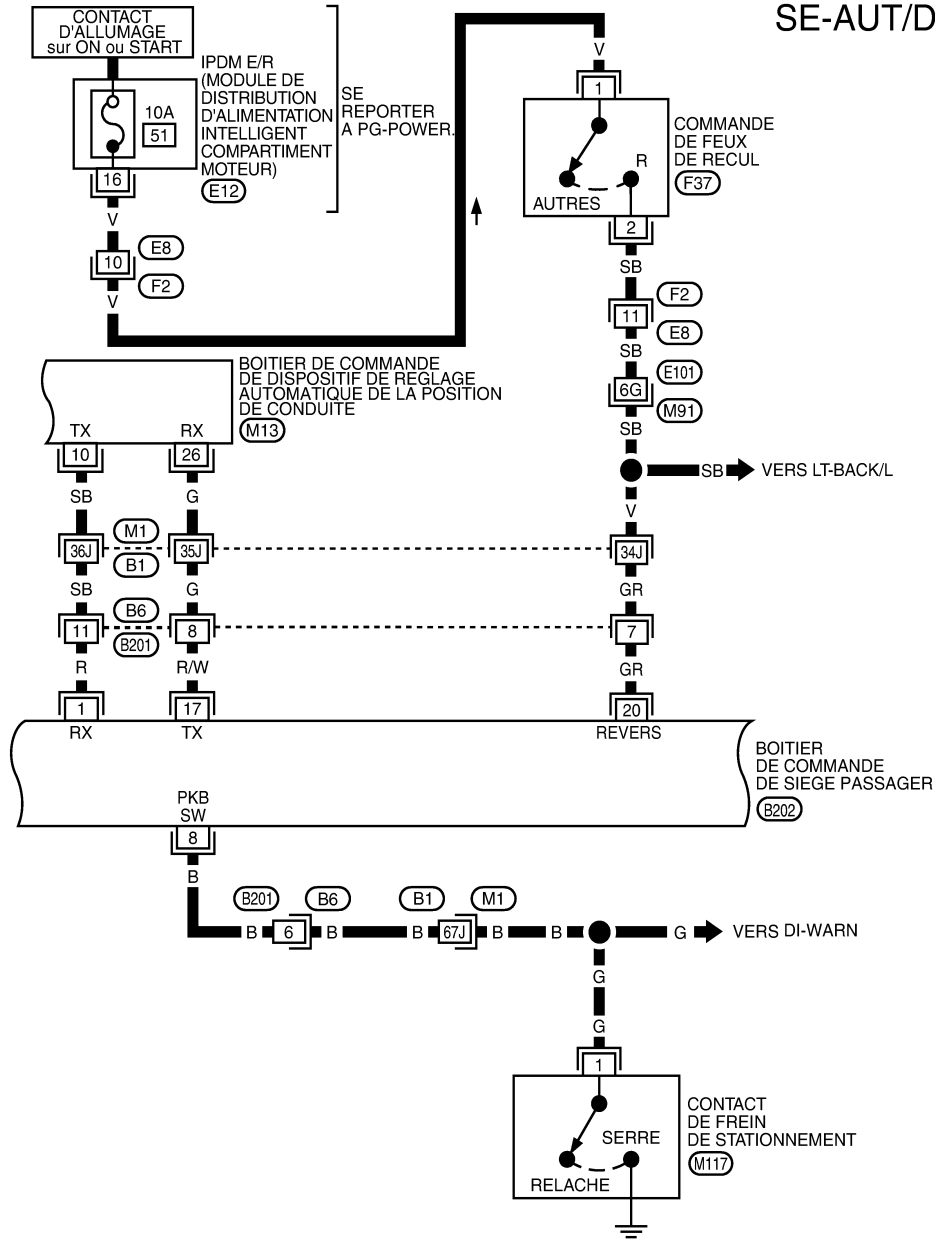 SE-AUT/D
CONTACT
D'ALLUMAGE
sur ON ou START
IPDM E/R
(MODULE DE
DISTRIBUTION
D'ALIMENTATION
INTELLIGENT
COMPARTIMENT
MOTEUR)
E12
10A
51
16
SE
REPORTER
A PG-POWER.
V
10
E8
F2
V
V
1
COMMANDE
DE FEUX
DE RECUL
F37
R
AUTRES
2
SB
11
F2
E8
SB
6G
E101
M91
SB
SB
VERS LT-BACK/L
V
BOITIER DE COMMANDE
DE DISPOSITIF DE REGLAGE
AUTOMATIQUE DE LA POSITION
DE CONDUITE
M13
TX RX
10 26
SB G
M1
36J 35J 34J
B1
SB G GR
B6
11 8 7
B201
R R/W GR
1 17 20
RX TX REVERS
BOITIER
DE COMMANDE
DE SIEGE PASSAGER
B202
PKB
SW
8
B
B201 B6 B1 M1
B 6 B B 67J B B G VERS DI-WARN
G
G
1
CONTACT
DE FREIN
DE STATIONNEMENT
M117
SERRE
RELACHE